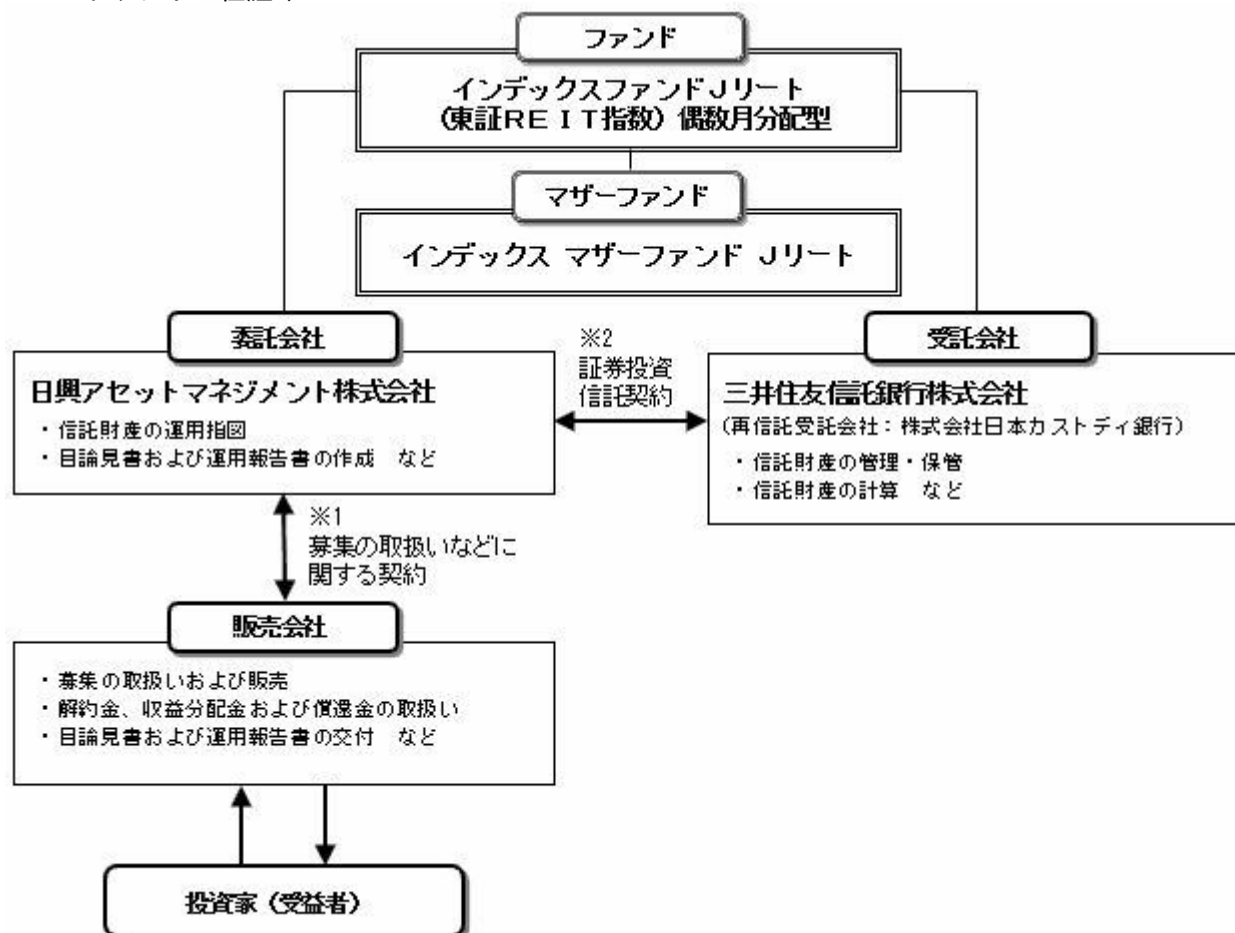 ファンド
インデックスファンドJリート
(東証REIT指数)偶数月分配型
マザーファンド
インデックス マザーファンド Jリート
委託会社
日興アセットマネジメント株式会社
・信託財産の運用指図
・目論見書および運用報告書の作成 など
※2
証券投資
信託契約
受託会社
三井住友信託銀行株式会社
(再信託受託会社:株式会社日本カストディ銀行)
・信託財産の管理・保管
・信託財産の計算 など
※1
募集の取扱いなどに
関する契約
販売会社
・募集の取扱いおよび販売
・解約金、収益分配金および償還金の取扱い
・目論見書および運用報告書の交付 など
投資家(受益者)